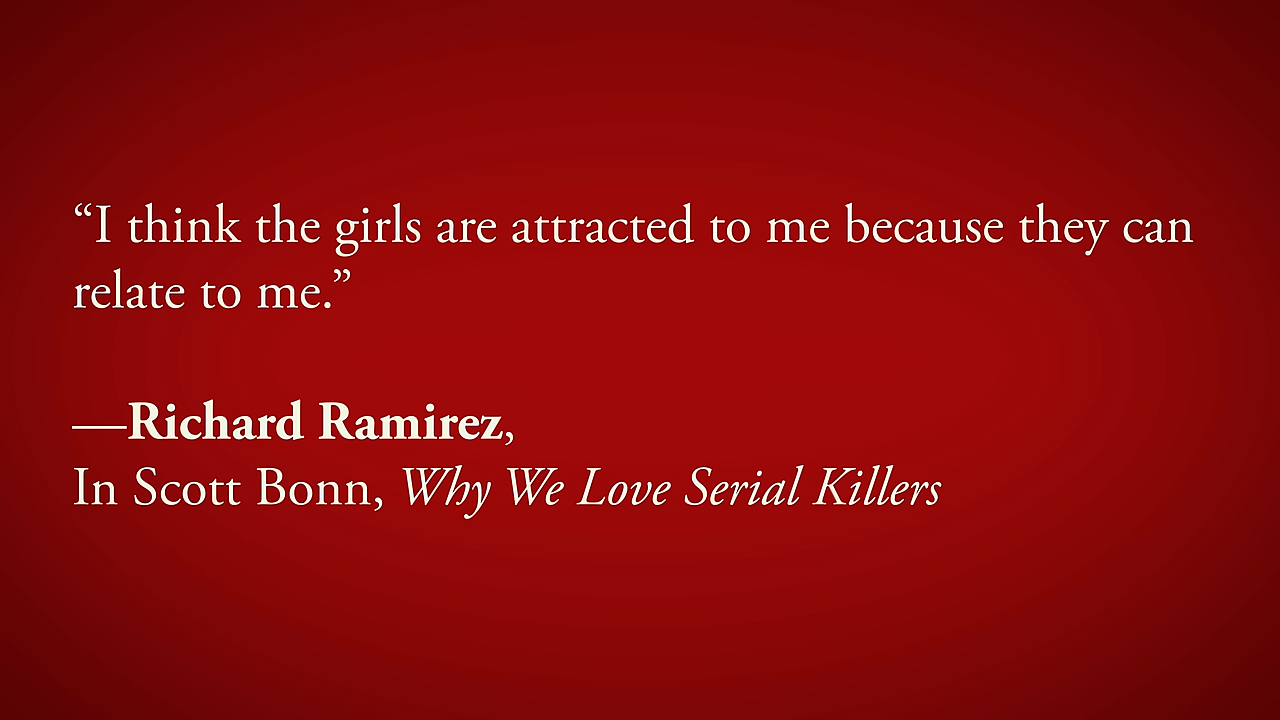 “I think the girls are attracted to me because they can
relate to me.”
—Richard Ramirez,
In Scott Bonn, Why We Love Serial Killers